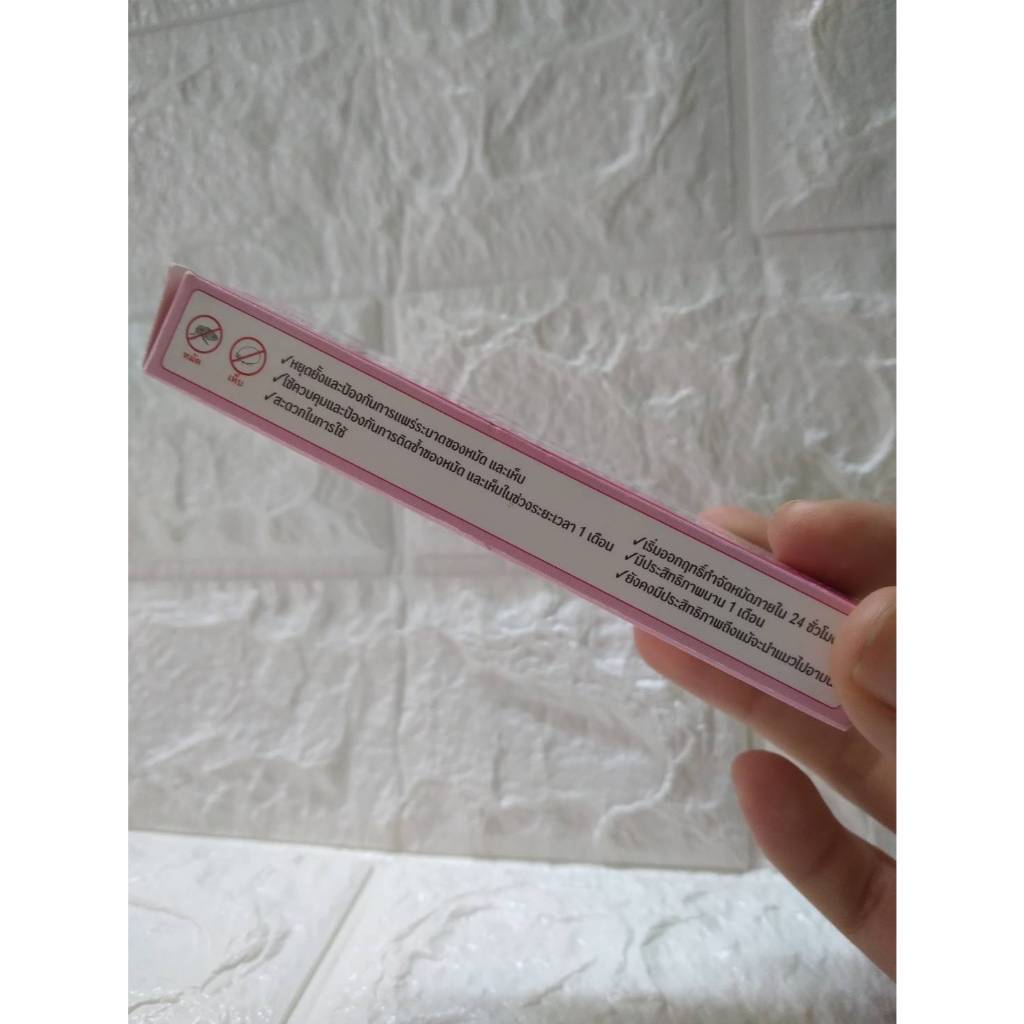 หมัด
เห็บ
✓หยุดยั้งและป้องกันการแพร่ระบาดของหมัด และเห็บ
✓ใช้ควบคุมและป้องกันการติดซ้ำของหมัด และเห็บในช่วงระยะเวลา 1 เดือน
✓สะดวกในการใช้
✓เริ่มออกฤทธิ์กำจัดหมัดภายใน 24 ชั่วโม
✓มีประสิทธิภาพนาน 1 เดือน
✓ยังคงมีประสิทธิภาพถึงแม้จะนำแมวไปอาบน